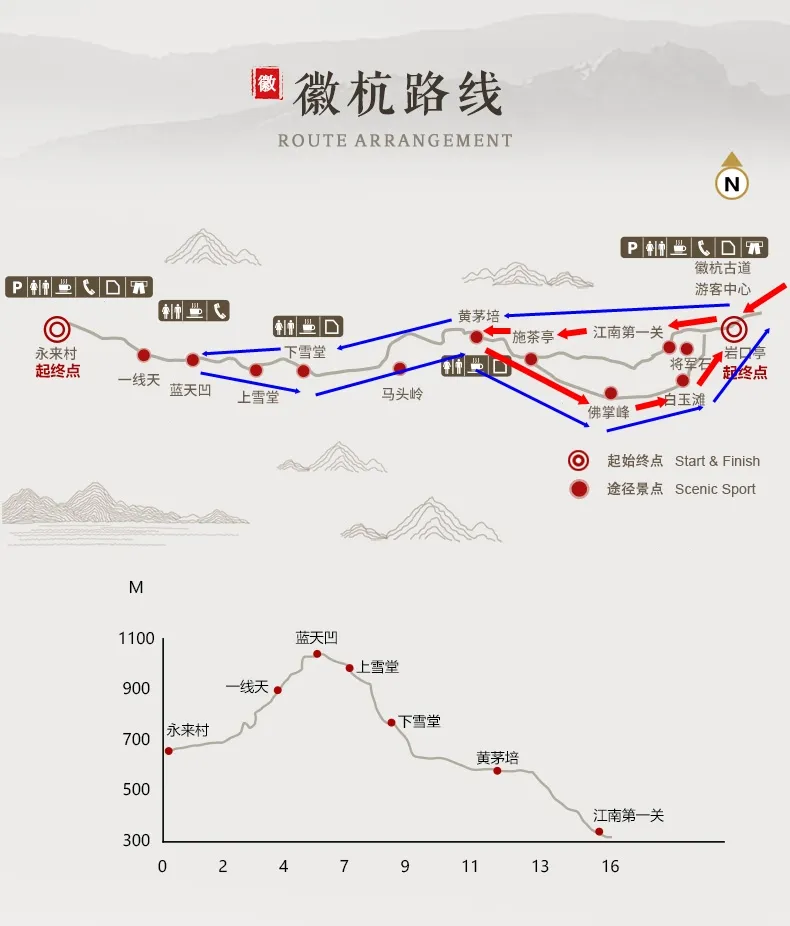 徽
徽杭路线
ROUTE ARRANGEMENT
N
P
P
徽杭古道
游客中心
永来村
起终点
一线天
蓝天凹
上雪堂
下雪堂
马头岭
黄茅培
施茶亭
江南第一关
将军石
岩口亭
起终点
佛掌峰
白玉滩
起始终点 Start & Finish
途径景点 Scenic Sport
M
1100
900
700
500
300
永来村
一线天
蓝天凹
上雪堂
下雪堂
黄茅培
江南第一关
0 2 4 7 9 11 13 16